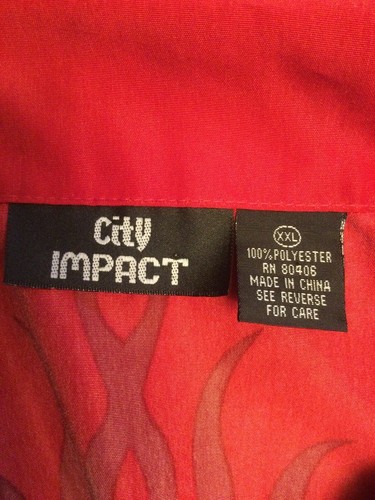 City
IMPACT
XXL
100%POLYESTER
RN 80406
MADE IN CHINA
SEE REVERSE
FOR CARE